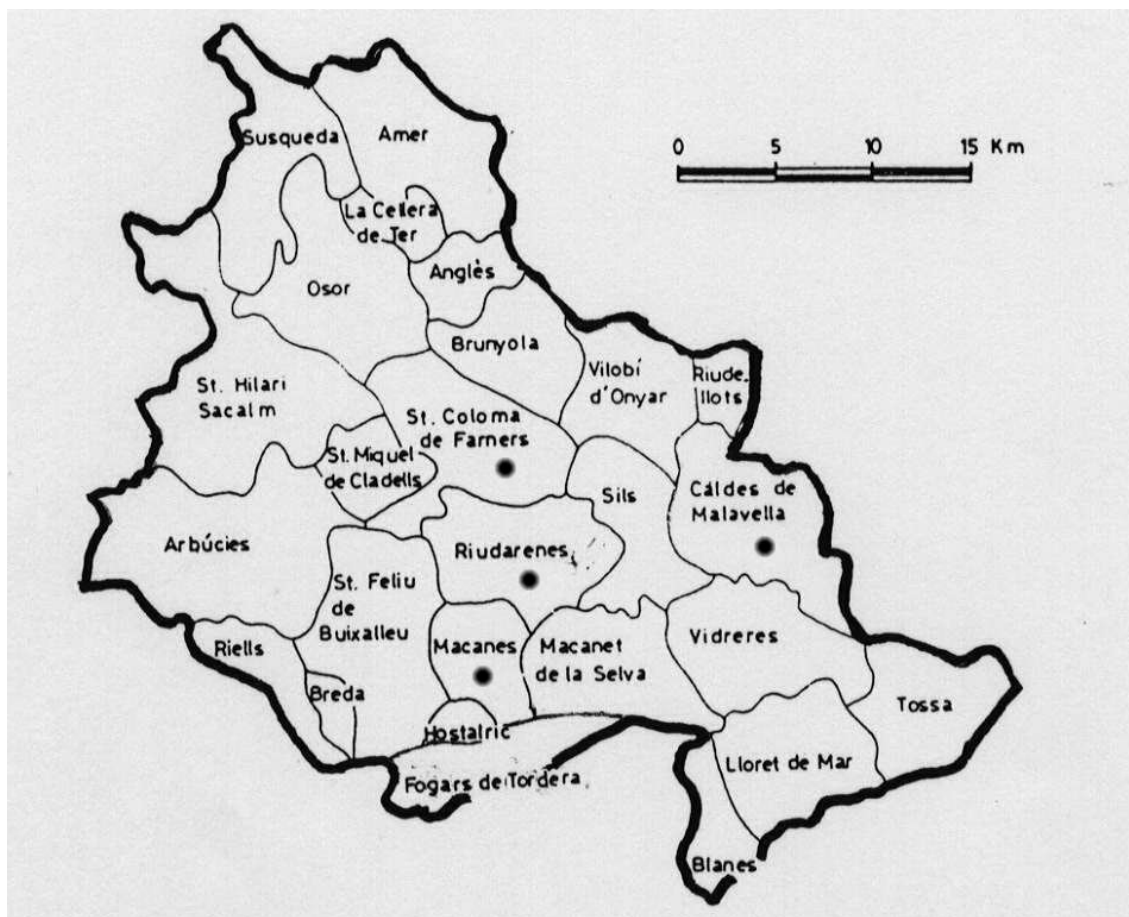 Susqueda
Amer
0 5 10 15 Km
La Cellera
de Ter
Anglès
Osor
Brunyola
Vilobí
d'Onyar
Riude-
llots
St. Hilari
Sacalm
St. Coloma
de Farners
St. Miquel
de Cladells
Sils
Cáldes de
Malavella
Arbúcies
Riudarenes
St. Feliu
de
Buixalleu
Riells
Macanes
Macanet
de la Selva
Vidreres
Breda
Tossa
Hostalric
Lloret de Mar
Fogars de Tordera
Blanes